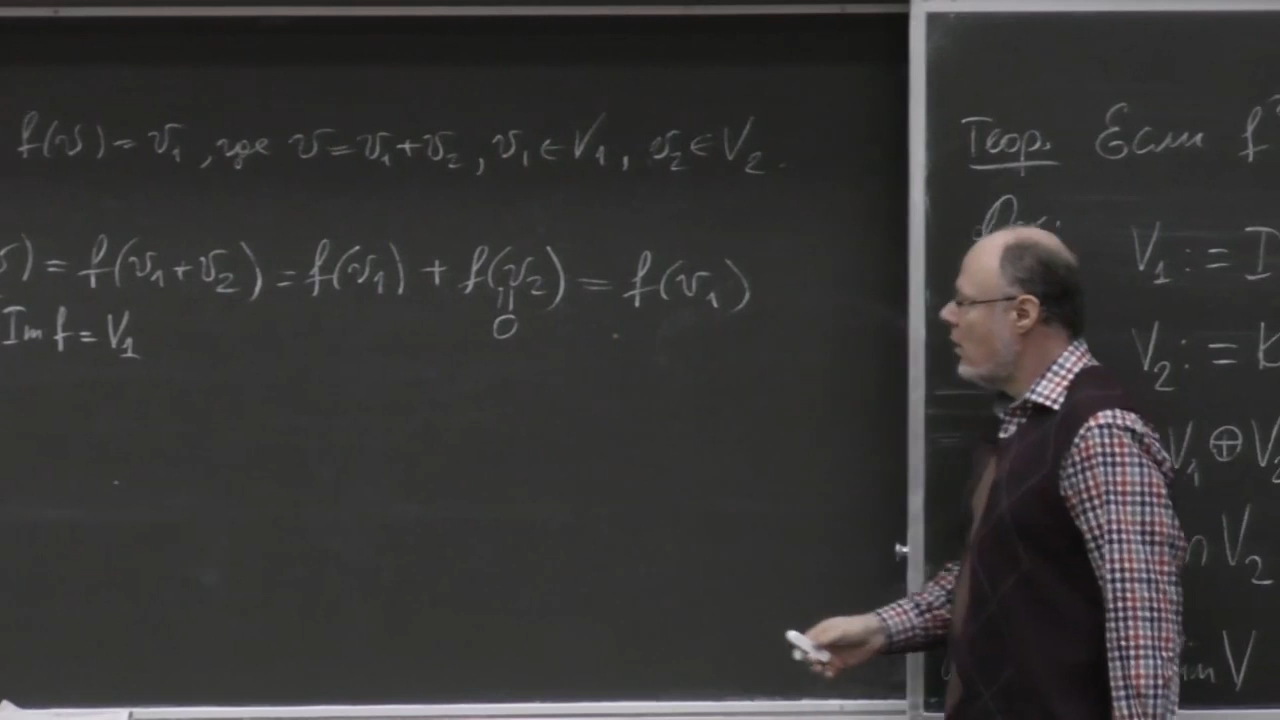 f(v) = v₁, где v = v₁ + v₂, v₁ ∈ V₁, v₂ ∈ V₂.
) = f(v₁ + v₂) = f(v₁) + f(v₂) = f(v₁)
Im f = V₁
0
Теор. Если f
V₁ :=
V₂ :=
V₁ ⊕ V₂
V₂
V